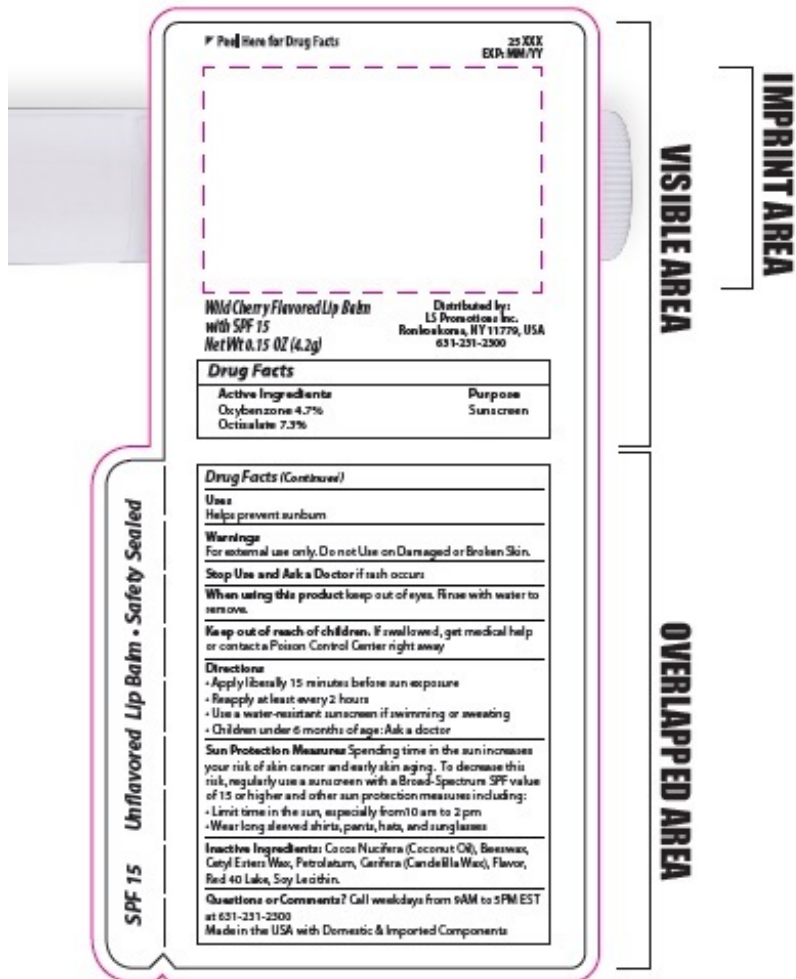 Peel Here for Drug Facts
25 XXX
EXP: MM/YY
Wild Cherry Flavored Lip Balm
with SPF 15
Net Wt 0.15 OZ (4.2g)
Distributed by:
LS Promotions Inc.
Ronkonkoma, NY 11779, USA
631-231-2300
Drug Facts
Active Ingredients Purpose
Oxybenzone 4.7% Sunscreen
Octisalate 7.3%
Drug Facts (Continued)
Uses
Helps prevent sunburn
Warnings
For external use only. Do not Use on Damaged or Broken Skin.
Stop Use and Ask a Doctor if rash occurs
When using this product keep out of eyes. Rinse with water to
remove.
Keep out of reach of children. If swallowed, get medical help
or contact a Poison Control Center right away
Directions
• Apply liberally 15 minutes before sun exposure
• Reapply at least every 2 hours
• Use a water-resistant sunscreen if swimming or sweating
• Children under 6 months of age: Ask a doctor
Sun Protection Measures Spending time in the sun increases
your risk of skin cancer and early skin aging. To decrease this
risk, regularly use a sunscreen with a Broad-Spectrum SPF value
of 15 or higher and other sun protection measures including:
• Limit time in the sun, especially from 10 am to 2 pm
• Wear long sleeved shirts, pants, hats, and sunglasses
Inactive Ingredients: Cocos Nucifera (Coconut Oil), Beeswax,
Cetyl Esters Wax, Petrolatum, Cerifera (Candelilla Wax), Flavor,
Red 40 Lake, Soy Lecithin.
Questions or Comments? Call weekdays from 9AM to 5PM EST
at 631-231-2300
Made in the USA with Domestic & Imported Components
SPF 15 Unflavored Lip Balm • Safety Sealed
IMPRINT AREA
VISIBLE AREA
OVERLAPPED AREA